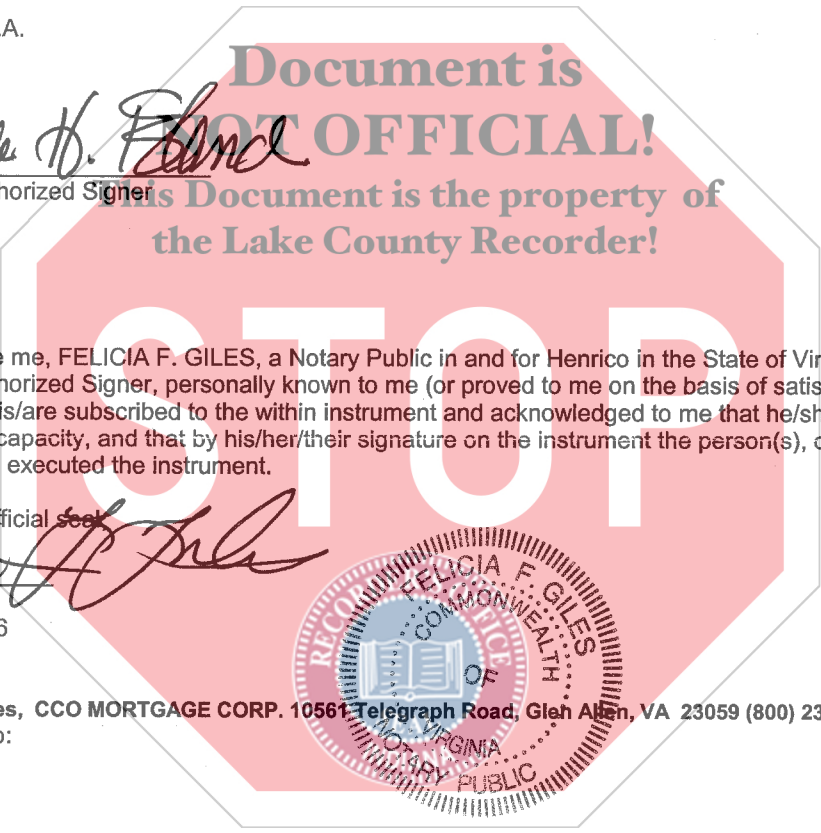 .A.
Document is
NOT OFFICIAL!
H.
horized Signer
This Document is the property of
the Lake County Recorder!
STOP
e me, FELICIA F. GILES, a Notary Public in and for Henrico in the State of Vir
horized Signer, personally known to me (or proved to me on the basis of satis
is/are subscribed to the within instrument and acknowledged to me that he/sh
capacity, and that by his/her/their signature on the instrument the person(s), o
executed the instrument.
ficial seal
6
FELICIA F. GILES
COMMONWEALTH
OF
VIRGINIA
NOTARY PUBLIC
RECORDER'S OFFICE
INDIANA
es, CCO MORTGAGE CORP. 10561 Telegraph Road, Glen Allen, VA 23059 (800) 23
o: